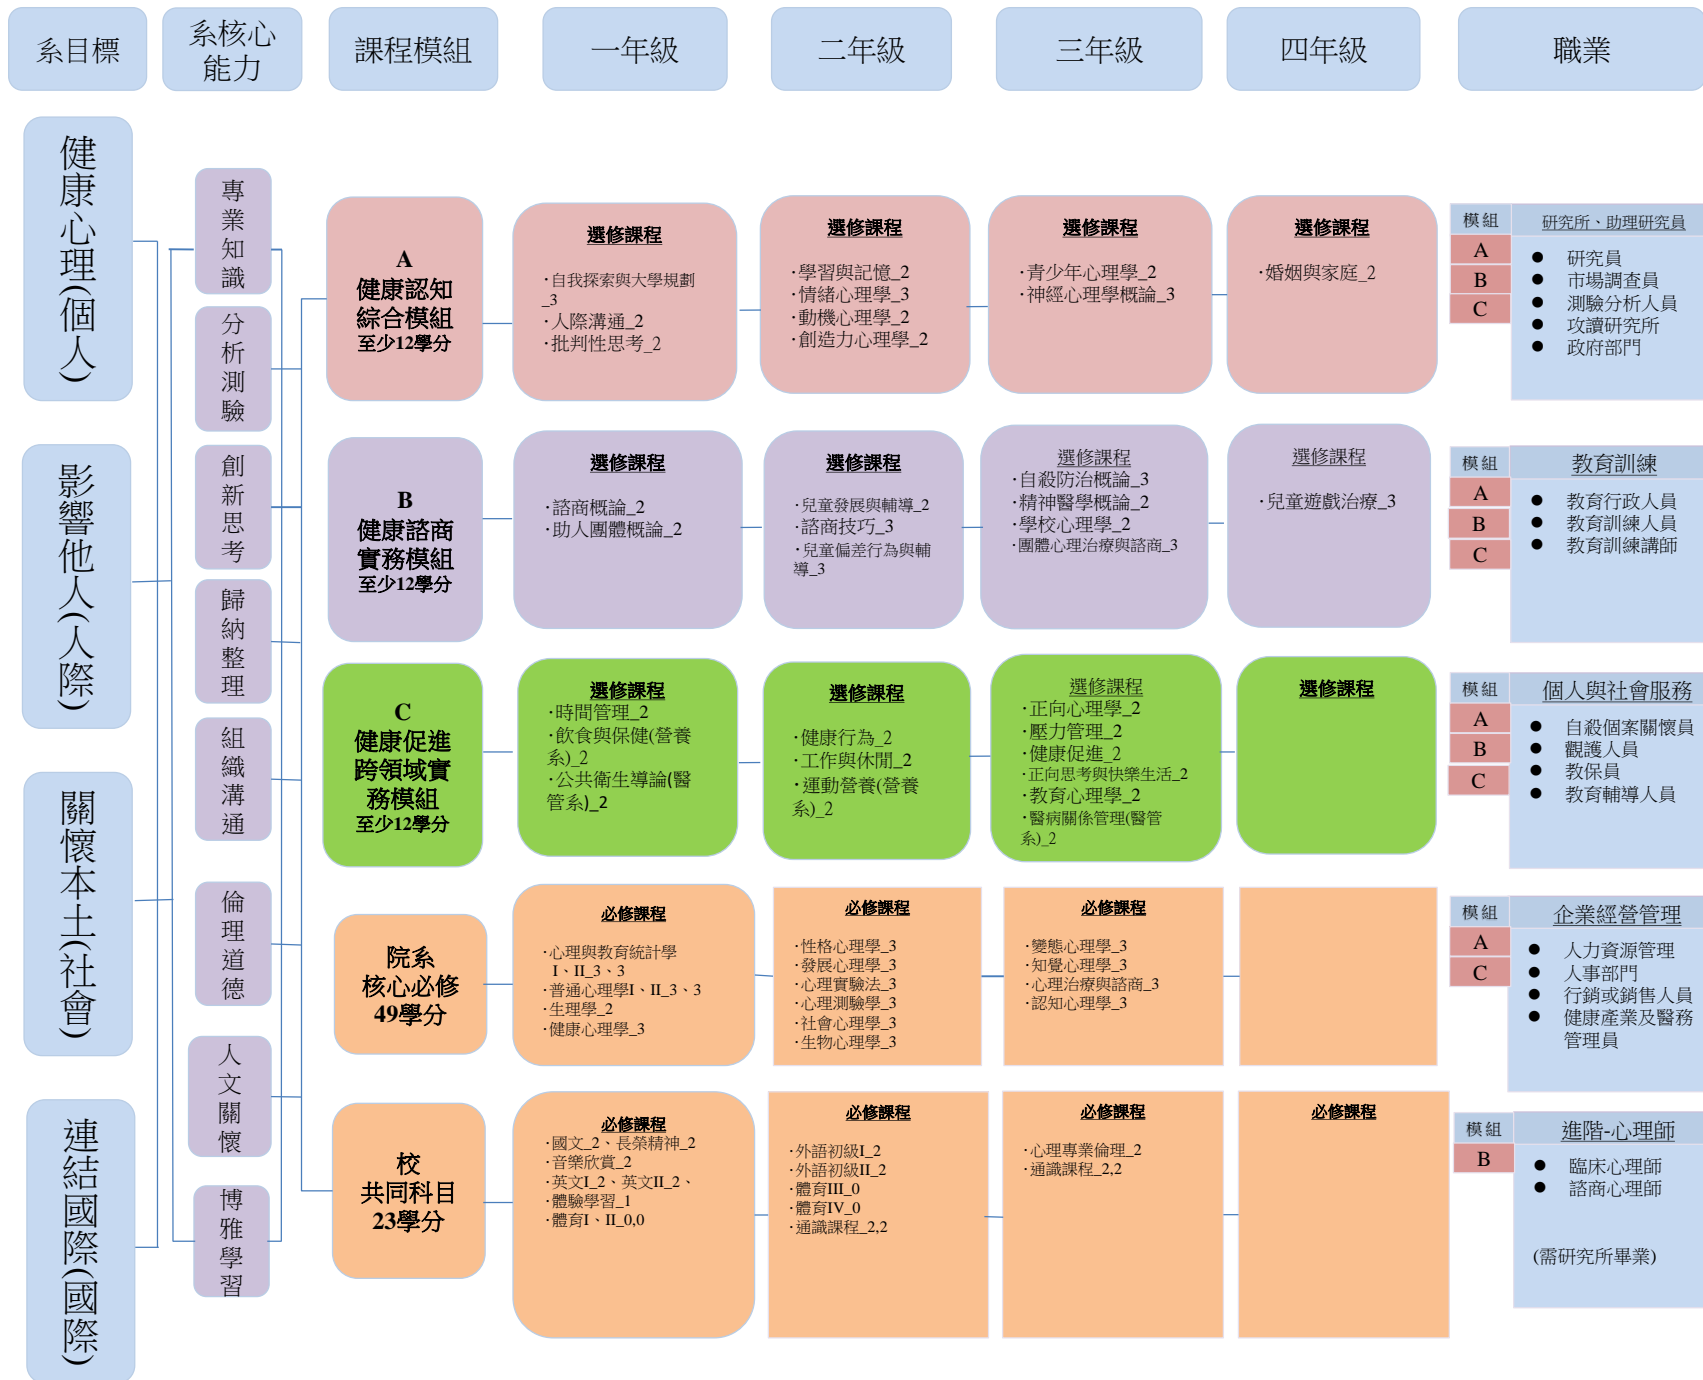 系目標
系核心
能力
課程模組
一年級
二年級
三年級
四年級
職業
健康心理(個人)
影響他人(人際)
關懷本土(社會)
連結國際(國際)
專業知識
分析測驗
創新思考
歸納整理
組織溝通
倫理道德
人文關懷
博雅學習
A
健康認知
綜合模組
至少12學分
選修課程
·自我探索與大學規劃
_3
·人際溝通_2
·批判性思考_2
選修課程
·學習與記憶_2
·情緒心理學_3
·動機心理學_2
·創造力心理學_2
選修課程
·青少年心理學_2
·神經心理學概論_3
選修課程
·婚姻與家庭_2
模組
A
B
C
研究所、助理研究員
● 研究員
● 市場調查員
● 測驗分析人員
● 攻讀研究所
● 政府部門
B
健康諮商
實務模組
至少12學分
選修課程
·諮商概論_2
·助人團體概論_2
選修課程
·兒童發展與輔導_2
·諮商技巧_3
·兒童偏差行為與輔
導_3
選修課程
·自殺防治概論_3
·精神醫學概論_2
·學校心理學_2
·團體心理治療與諮商_3
選修課程
·兒童遊戲治療_3
模組
A
B
C
教育訓練
● 教育行政人員
● 教育訓練人員
● 教育訓練講師
C
健康促進
跨領域實
務模組
至少12學分
選修課程
·時間管理_2
·飲食與保健(營養
系)_2
·公共衛生導論(醫
管系)_2
選修課程
·健康行為_2
·工作與休閒_2
·運動營養(營養
系)_2
選修課程
·正向心理學_2
·壓力管理_2
·健康促進_2
·正向思考與快樂生活_2
·教育心理學_2
·醫病關係管理(醫管
系)_2
選修課程
模組
A
B
C
個人與社會服務
● 自殺個案關懷員
● 觀護人員
● 教保員
● 教育輔導人員
院系
核心必修
49學分
必修課程
·心理與教育統計學
I、II_3、3
·普通心理學I、II_3、3
·生理學_2
·健康心理學_3
必修課程
·性格心理學_3
·發展心理學_3
·心理實驗法_3
·心理測驗學_3
·社會心理學_3
·生物心理學_3
必修課程
·變態心理學_3
·知覺心理學_3
·心理治療與諮商_3
·認知心理學_3
模組
A
C
企業經營管理
● 人力資源管理
● 人事部門
● 行銷或銷售人員
● 健康產業及醫務
管理員
校
共同科目
23學分
必修課程
·國文_2、長榮精神_2
·音樂欣賞_2
·英文I_2、英文II_2、
·體驗學習_1
·體育I、II_0,0
必修課程
·外語初級I_2
·外語初級II_2
·體育III_0
·體育IV_0
·通識課程_2,2
必修課程
·心理專業倫理_2
·通識課程_2,2
必修課程
模組
B
進階-心理師
● 臨床心理師
● 諮商心理師
(需研究所畢業)